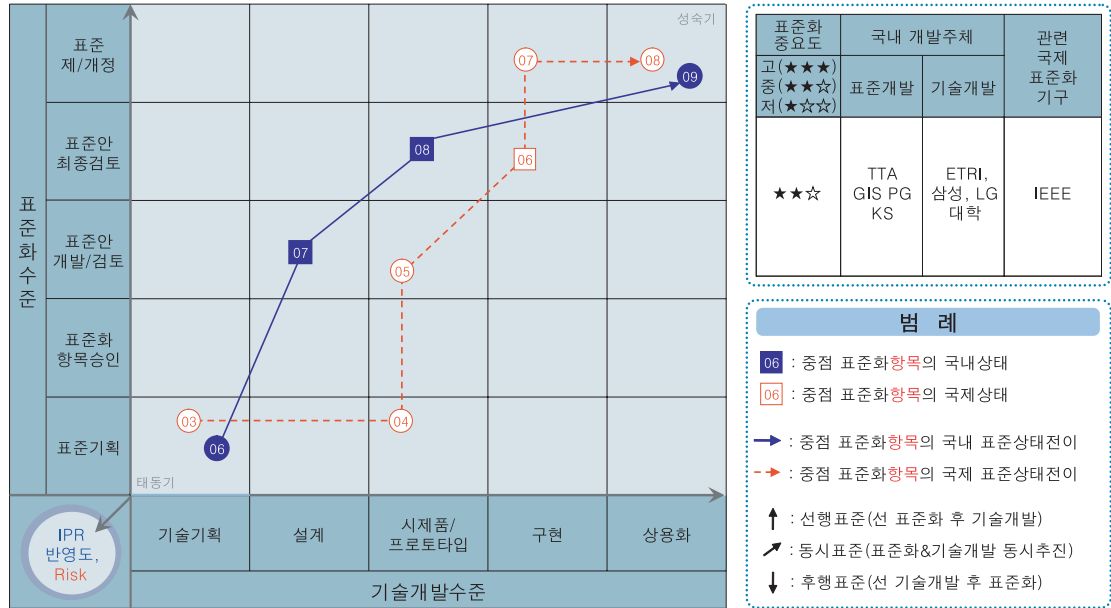 성숙기
표준
제/개정
표준안
최종검토
표준안
개발/검토
표준화
항목승인
표준기획
표준화수준
07
08
09
08
06
07
05
03
04
06
태동기
IPR
반영도,
Risk
기술기획
설계
시제품/
프로토타입
구현
상용화
기술개발수준
표준화
중요도
고(★★★)
중(★★☆)
저(★☆☆)
국내 개발주체
표준개발
기술개발
관련
국제
표준화
기구
★★☆
TTA
GIS PG
KS
ETRI,
삼성, LG
대학
IEEE
범 례
06 : 중점 표준화항목의 국내상태
06 : 중점 표준화항목의 국제상태
: 중점 표준화항목의 국내 표준상태전이
: 중점 표준화항목의 국제 표준상태전이
: 선행표준(선 표준화 후 기술개발)
: 동시표준(표준화&기술개발 동시추진)
: 후행표준(선 기술개발 후 표준화)